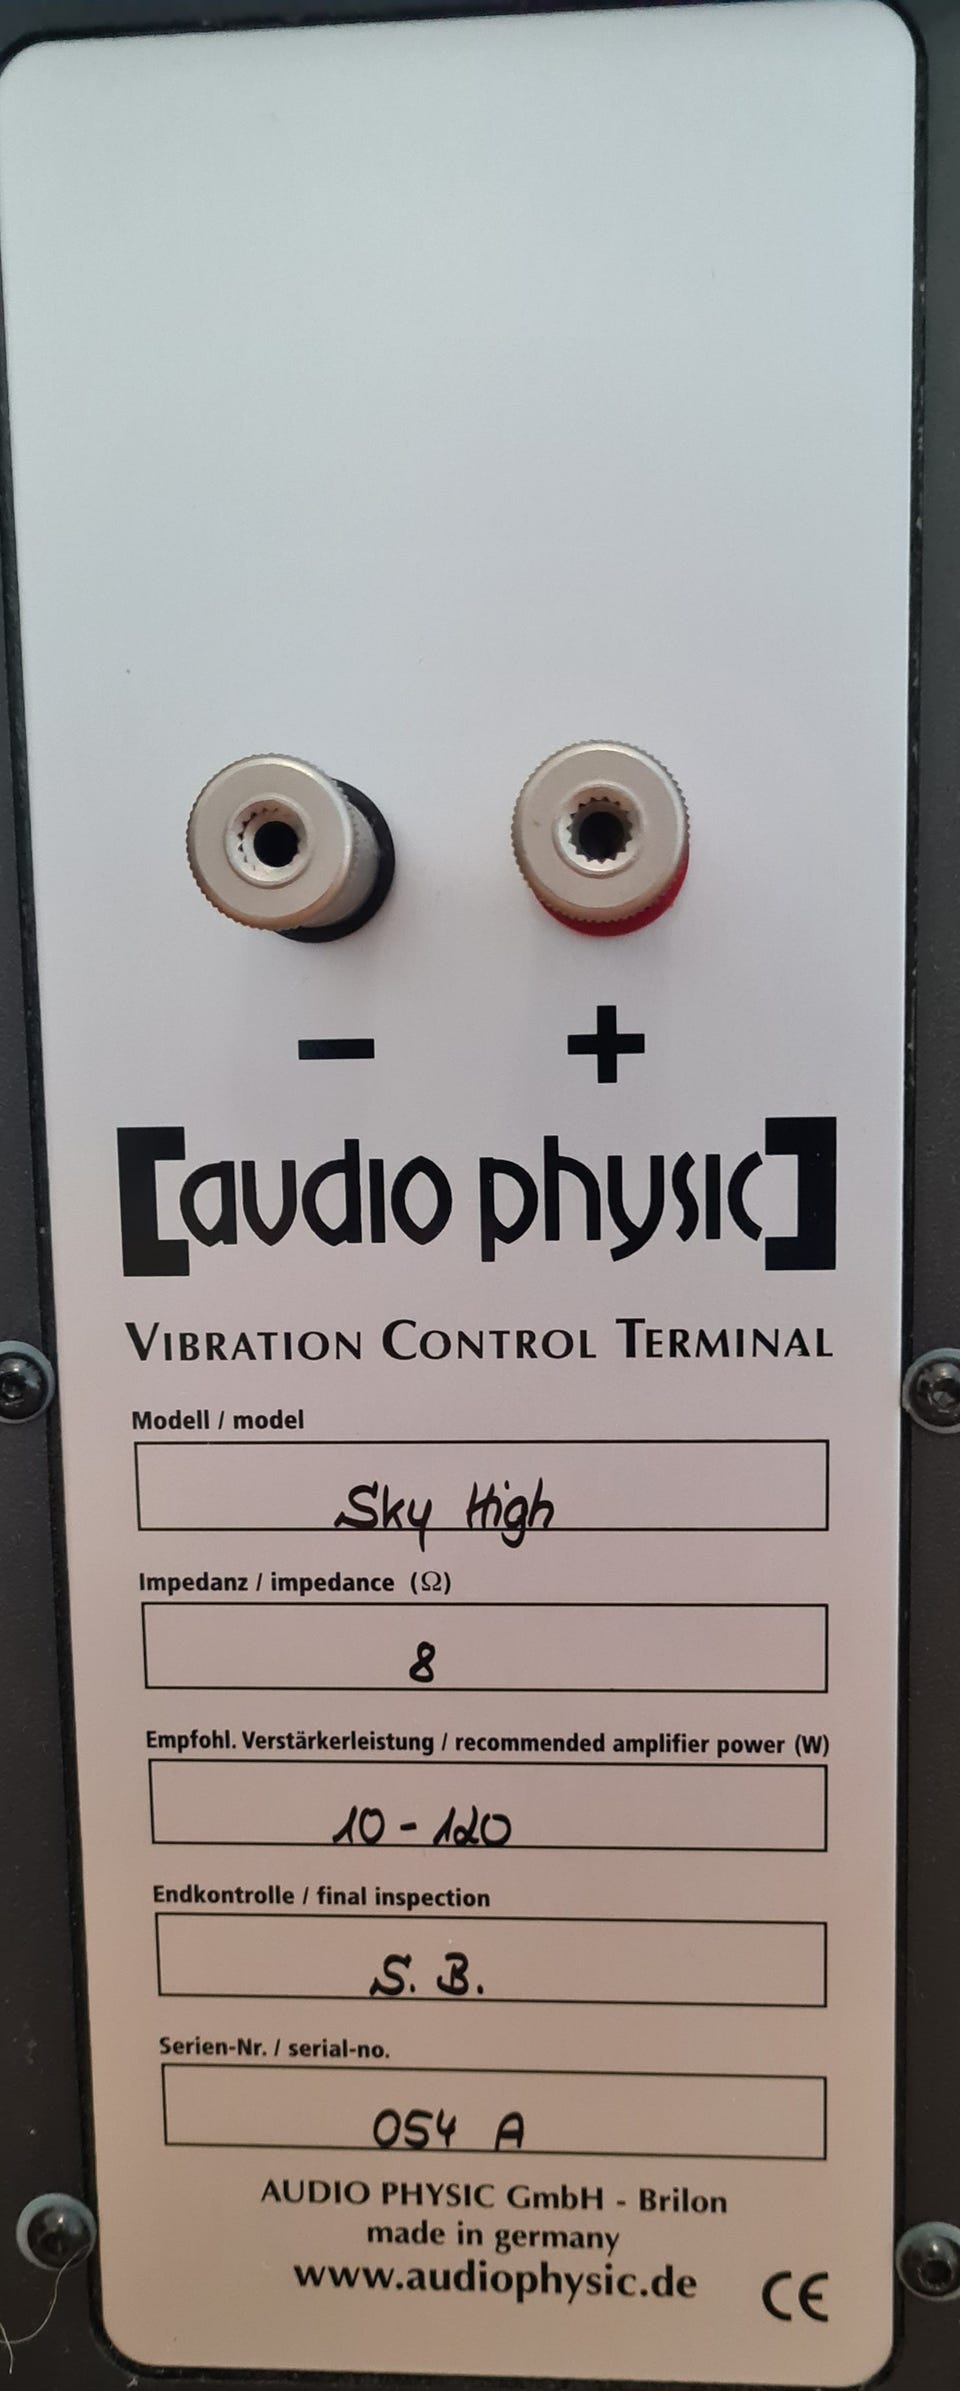 − +
[audio physic]
VIBRATION CONTROL TERMINAL
Modell / model
Sky High
Impedanz / impedance (Ω)
8
Empfohl. Verstärkerleistung / recommended amplifier power (W)
10 - 120
Endkontrolle / final inspection
S. B.
Serien-Nr. / serial-no.
054 A
AUDIO PHYSIC GmbH - Brilon
made in germany
www.audiophysic.de CE